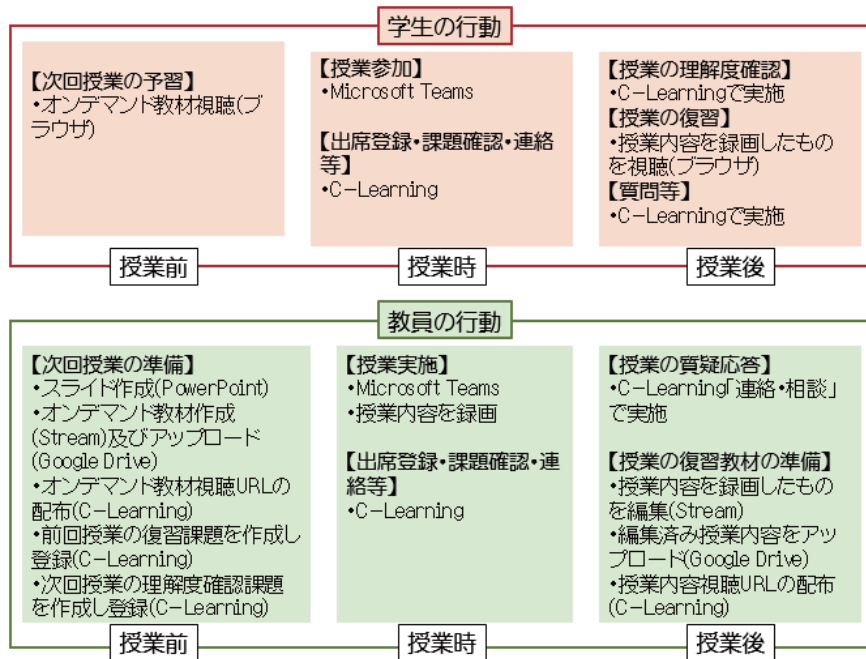 学生の行動
【次回授業の予習】
・オンデマンド教材視聴(ブ
ラウザ)
授業前
【授業参加】
・Microsoft Teams
【出席登録・課題確認・連絡
等】
・C-Learning
授業時
【授業の理解度確認】
・C-Learningで実施
【授業の復習】
・授業内容を録画したもの
を視聴(ブラウザ)
【質問等】
・C-Learningで実施
授業後
教員の行動
【次回授業の準備】
・スライド作成(PowerPoint)
・オンデマンド教材作成
(Stream)及びアップロード
(Google Drive)
・オンデマンド教材視聴URLの
配布(C-Learning)
・前回授業の復習課題を作成し
登録(C-Learning)
・次回授業の理解度確認課題
を作成し登録(C-Learning)
授業前
【授業実施】
・Microsoft Teams
・授業内容を録画
【出席登録・課題確認・連
絡等】
・C-Learning
授業時
【授業の質疑応答】
・C-Learning「連絡・相談」
で実施
【授業の復習教材の準備】
・授業内容を録画したもの
を編集(Stream)
・編集済み授業内容をアッ
プロード(Google Drive)
・授業内容視聴URLの配布
(C-Learning)
授業後